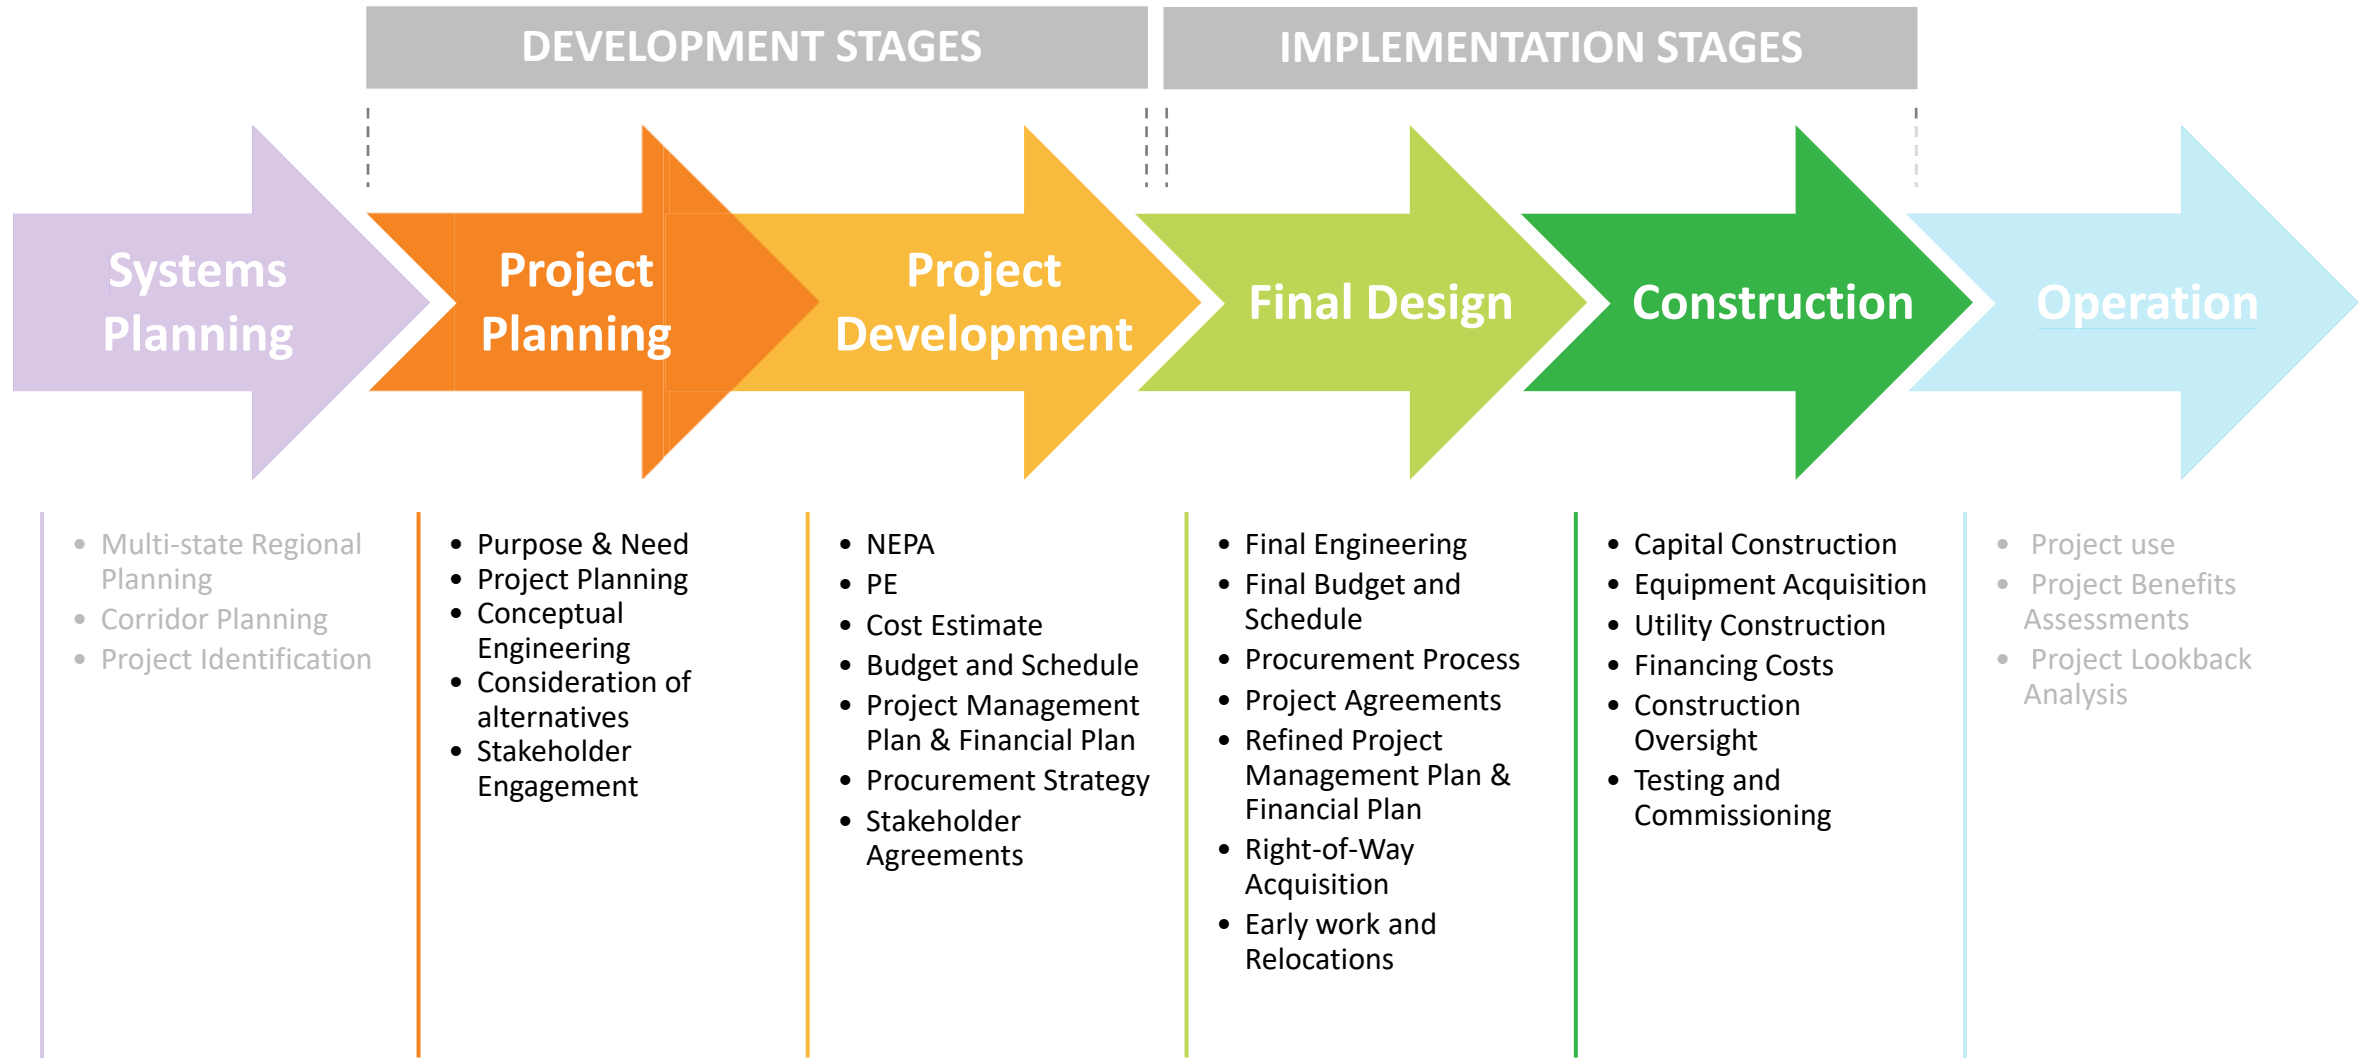 DEVELOPMENT STAGES
IMPLEMENTATION STAGES
Systems
Planning
Project
Planning
Project
Development
Final Design
Construction
Operation
• Multi-state Regional
Planning
• Corridor Planning
• Project Identification
• Purpose & Need
• Project Planning
• Conceptual
Engineering
• Consideration of
alternatives
• Stakeholder
Engagement
• NEPA
• PE
• Cost Estimate
• Budget and Schedule
• Project Management
Plan & Financial Plan
• Procurement Strategy
• Stakeholder
Agreements
• Final Engineering
• Final Budget and
Schedule
• Procurement Process
• Project Agreements
• Refined Project
Management Plan &
Financial Plan
• Right-of-Way
Acquisition
• Early work and
Relocations
• Capital Construction
• Equipment Acquisition
• Utility Construction
• Financing Costs
• Construction
Oversight
• Testing and
Commissioning
• Project use
• Project Benefits
Assessments
• Project Lookback
Analysis